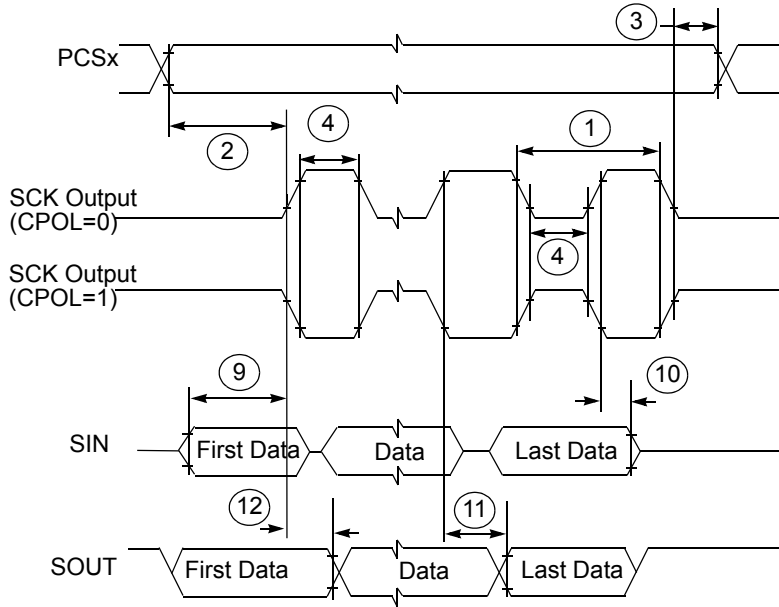 3
PCSx
2
4
1
SCK Output
(CPOL=0)
4
SCK Output
(CPOL=1)
9
10
SIN
First Data
Data
Last Data
12
11
SOUT
First Data
Data
Last Data